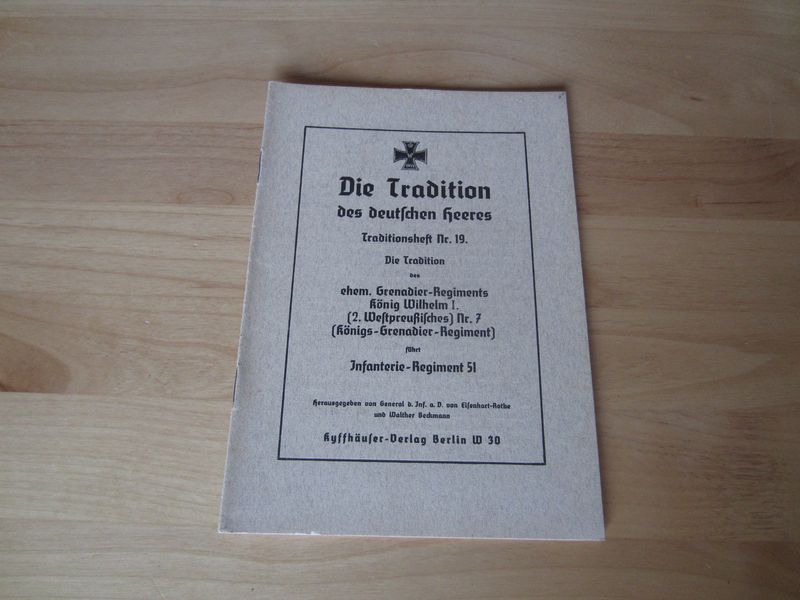 Die Tradition
des deutſchen Heeres
Traditionsheft Nr. 19.
Die Tradition
des
ehem. Grenadier-Regiments
König Wilhelm I.
(2. Weſtpreußiſches) Nr. 7
(Königs-Grenadier-Regiment)
führt
Infanterie-Regiment 51
Herausgegeben von General d. Inf. a. D. von Eiſenhart-Rothe
und Walther Beckmann
Kyffhäuſer-Verlag Berlin W 30